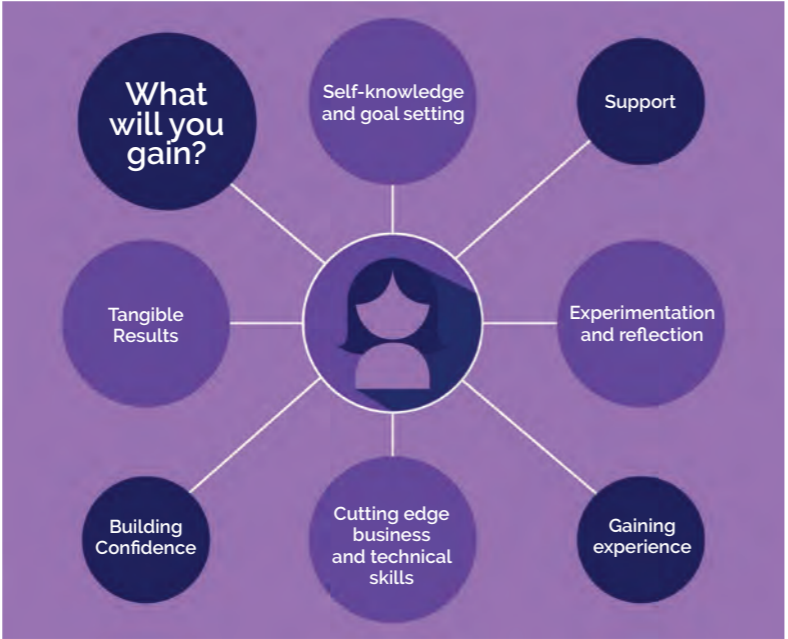 What
will you
gain?
Self-knowledge
and goal setting
Support
Tangible
Results
Experimentation
and reflection
Building
Confidence
Cutting edge
business
and technical
skills
Gaining
experience